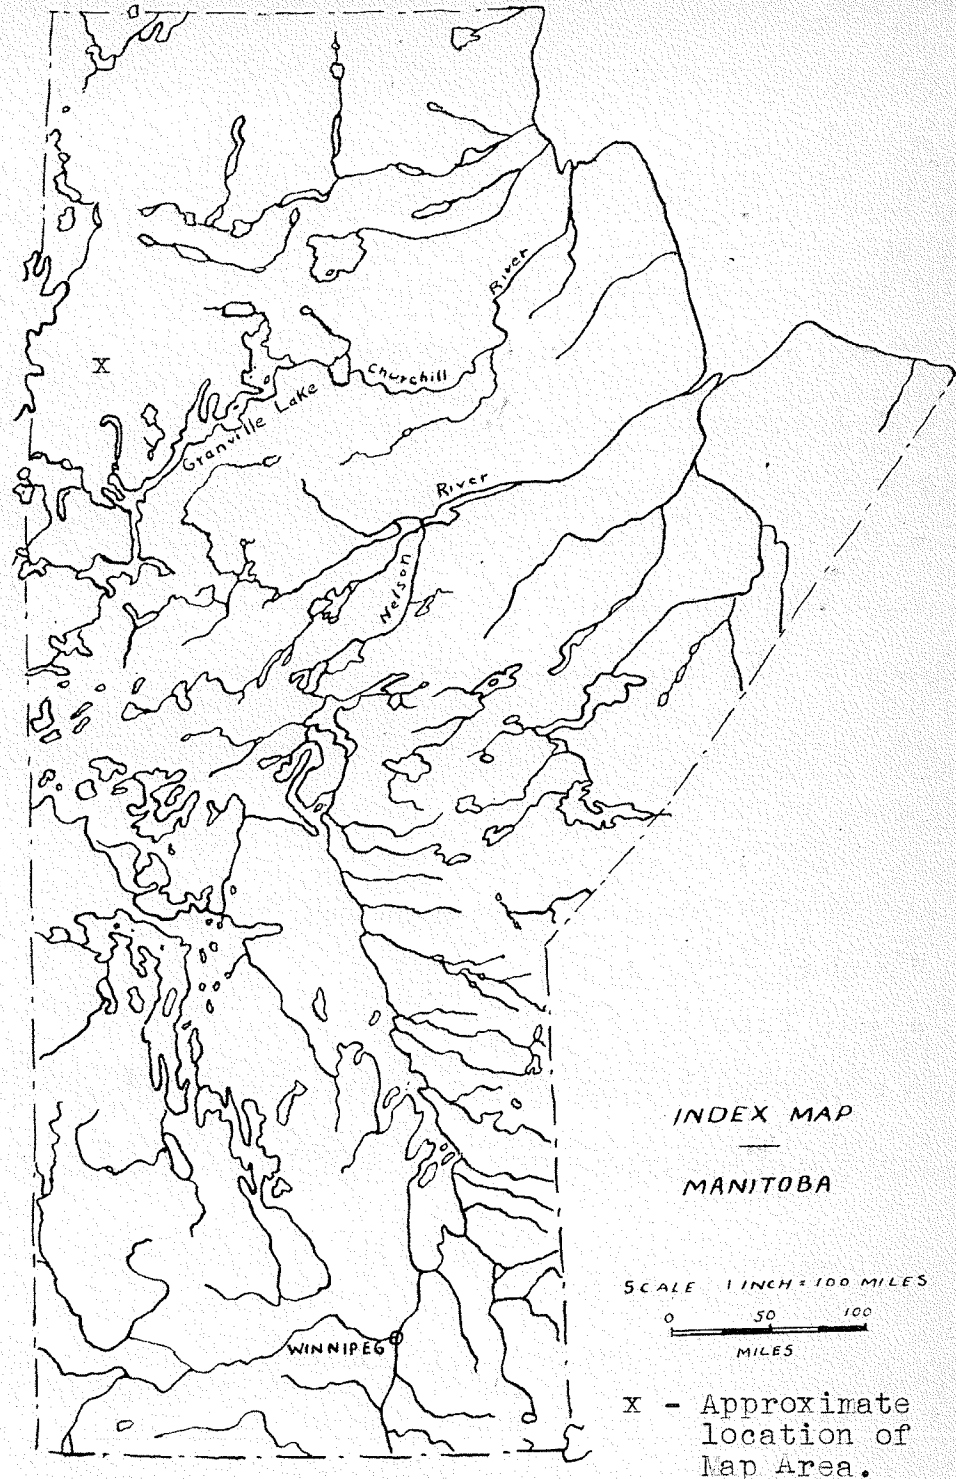 River
Churchill
Granville Lake
River
Nelson
INDEX MAP
MANITOBA
SCALE 1 INCH = 100 MILES
0 50 100
MILES
WINNIPEG
X
X - Approximate
location of
Map Area.